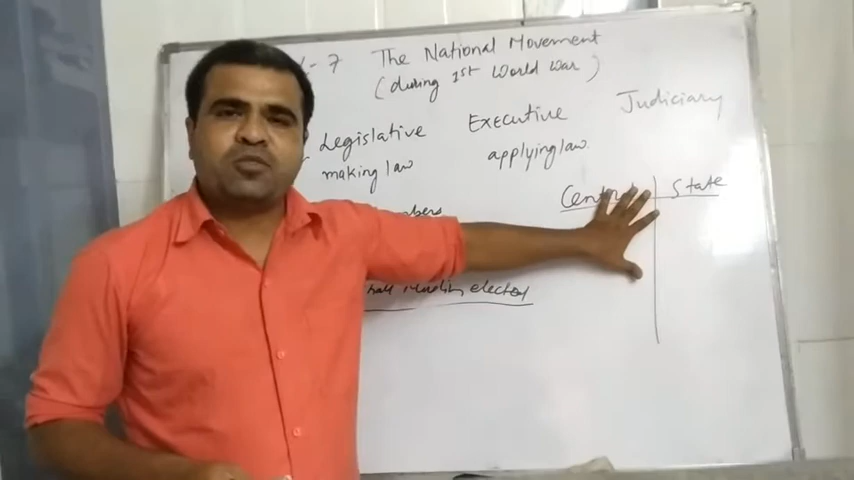 - 7 The National Movement
(during 1st World War)
Legislative Executive Judiciary
making law applying law
State